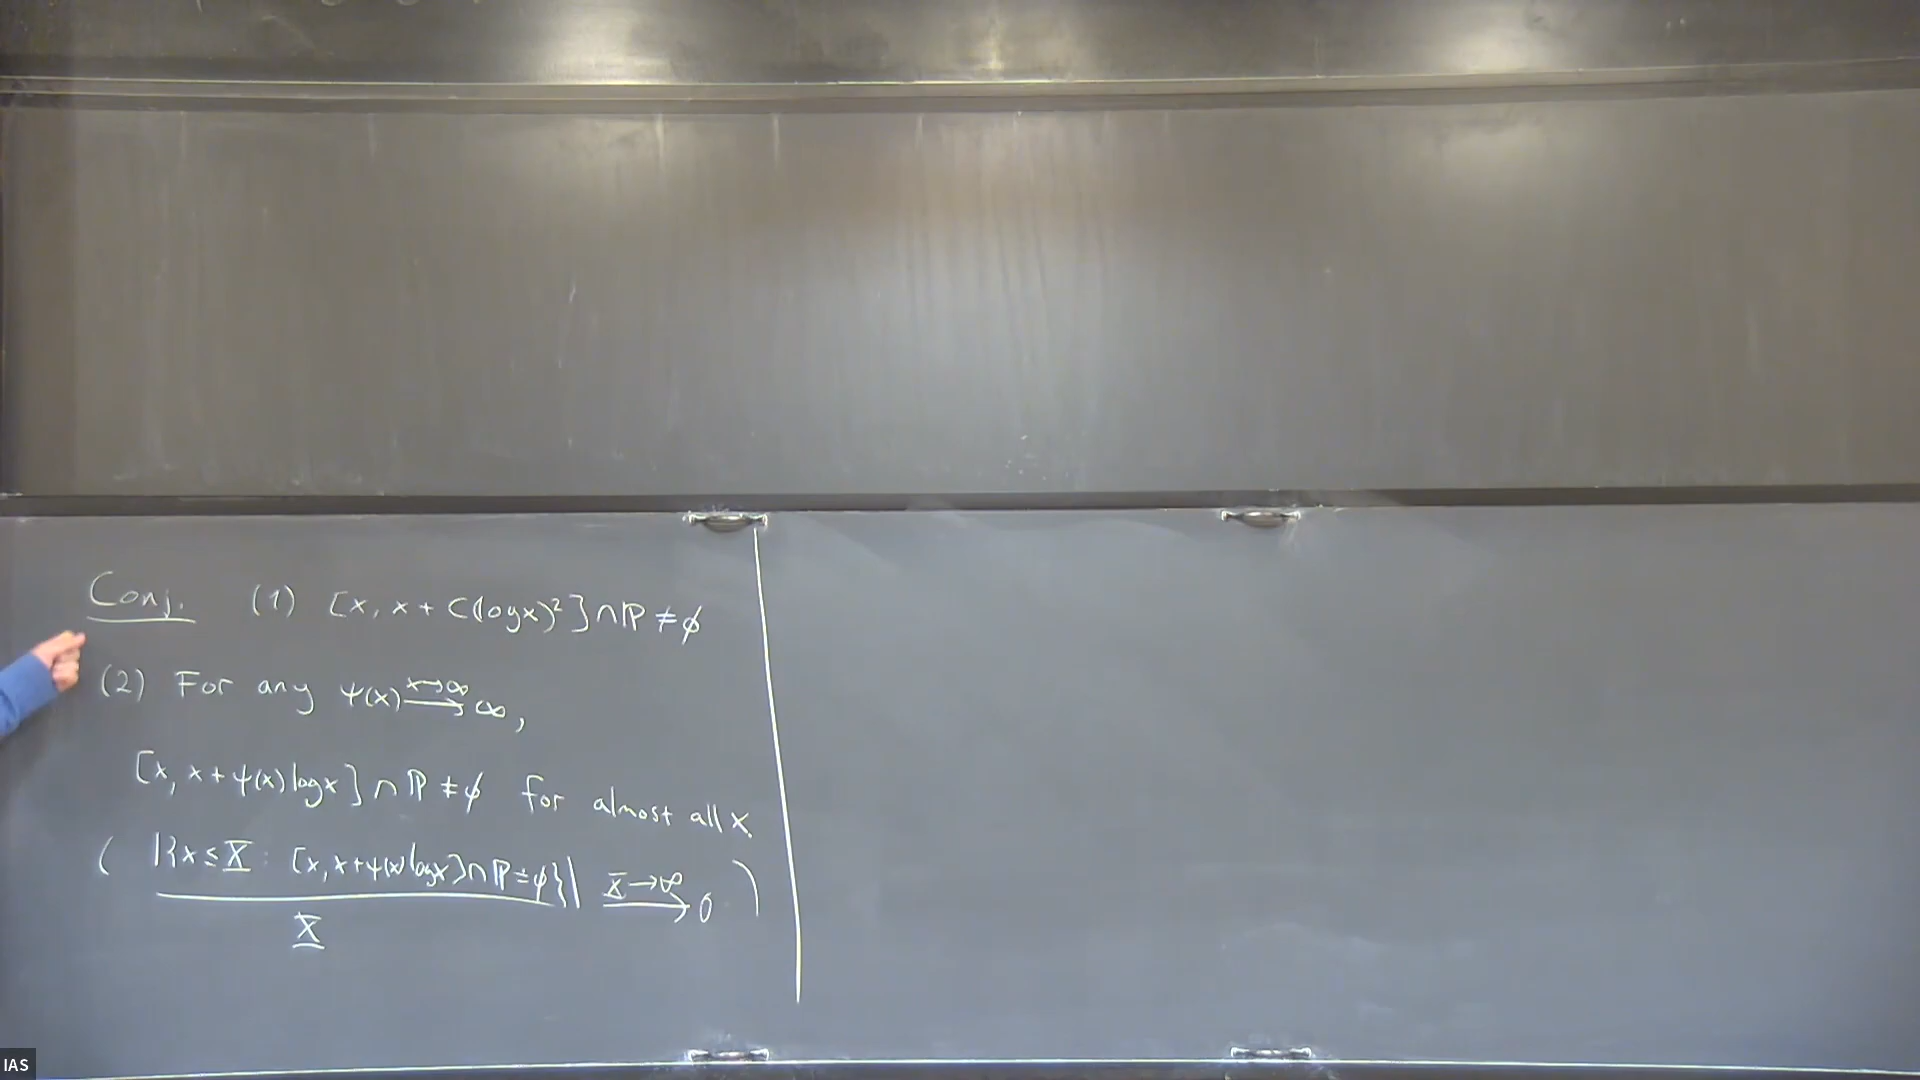 Conj. (1) [x, x + C(log x)²] ∩ ℙ ≠ ∅
(2) For any ψ(x) —x→∞→ ∞,
[x, x + ψ(x) log x] ∩ ℙ ≠ ∅ for almost all x.
( |{x ≤ X : [x, x + ψ(x) log x] ∩ ℙ = ∅}| / X —X→∞→ 0 )
IAS